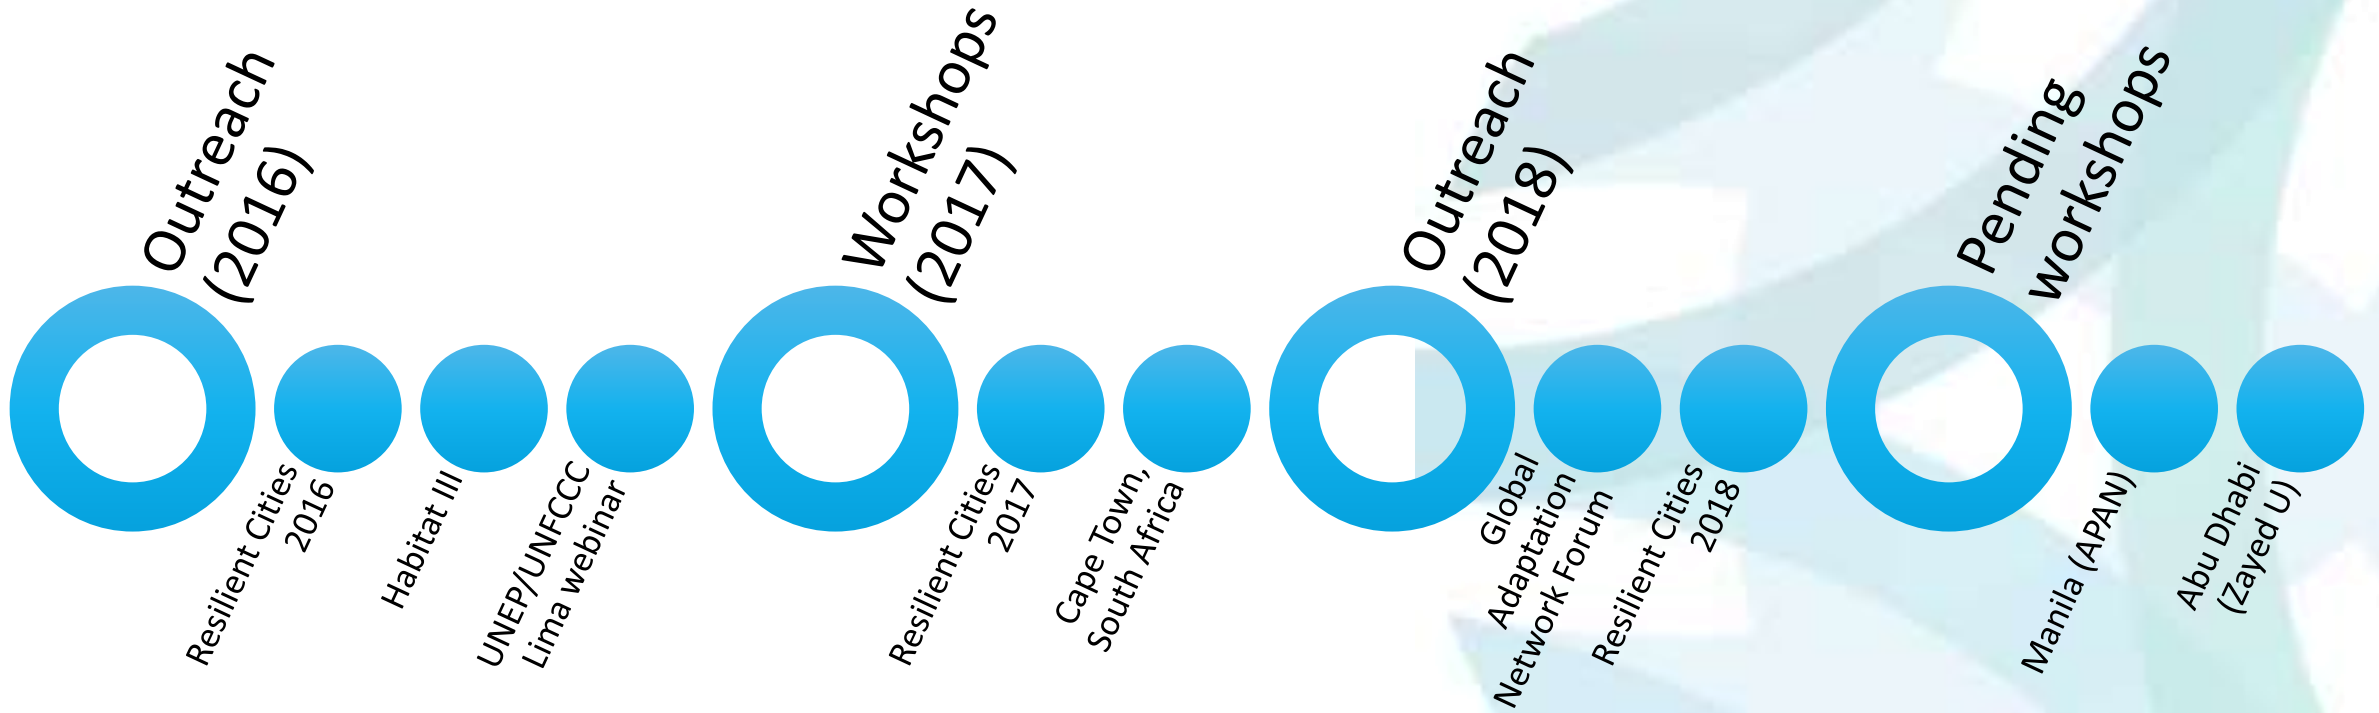 Outreach
(2016)
Resilient Cities
2016
Habitat III
UNEP/UNFCCC
Lima webinar
Workshops
(2017)
Resilient Cities
2017
Cape Town,
South Africa
Outreach
(2018)
Global
Adaptation
Network Forum
Resilient Cities
2018
Pending
workshops
Manila (APAN)
Abu Dhabi
(Zayed U)